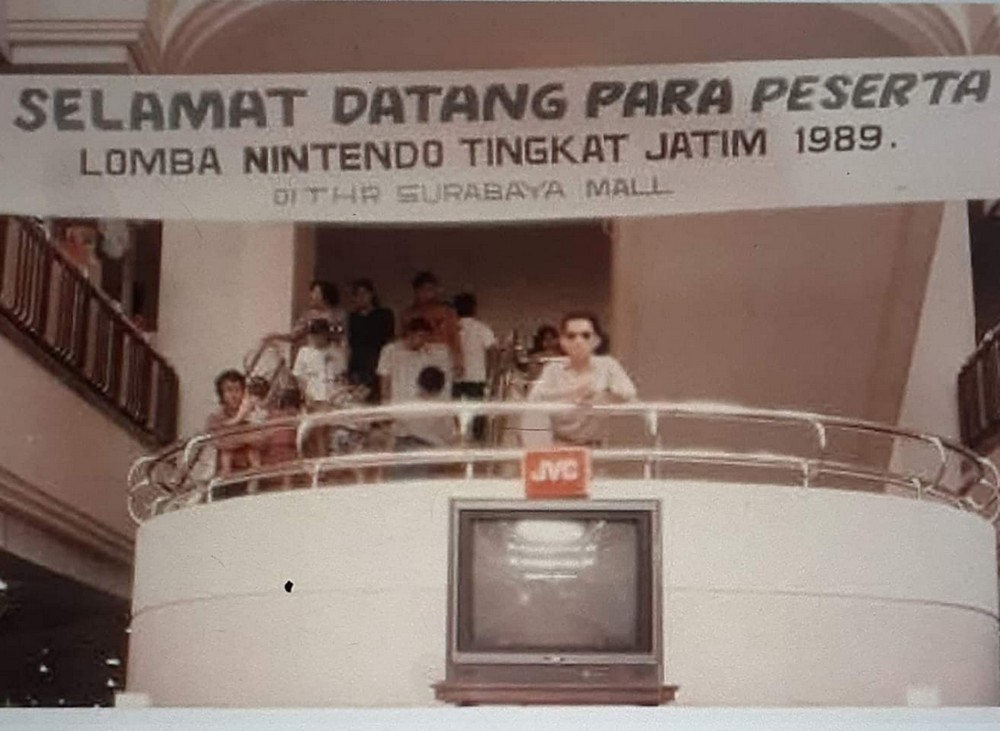 SELAMAT DATANG PARA PESERTA
LOMBA NINTENDO TINGKAT JATIM 1989.
DI THR SURABAYA MALL
JVC